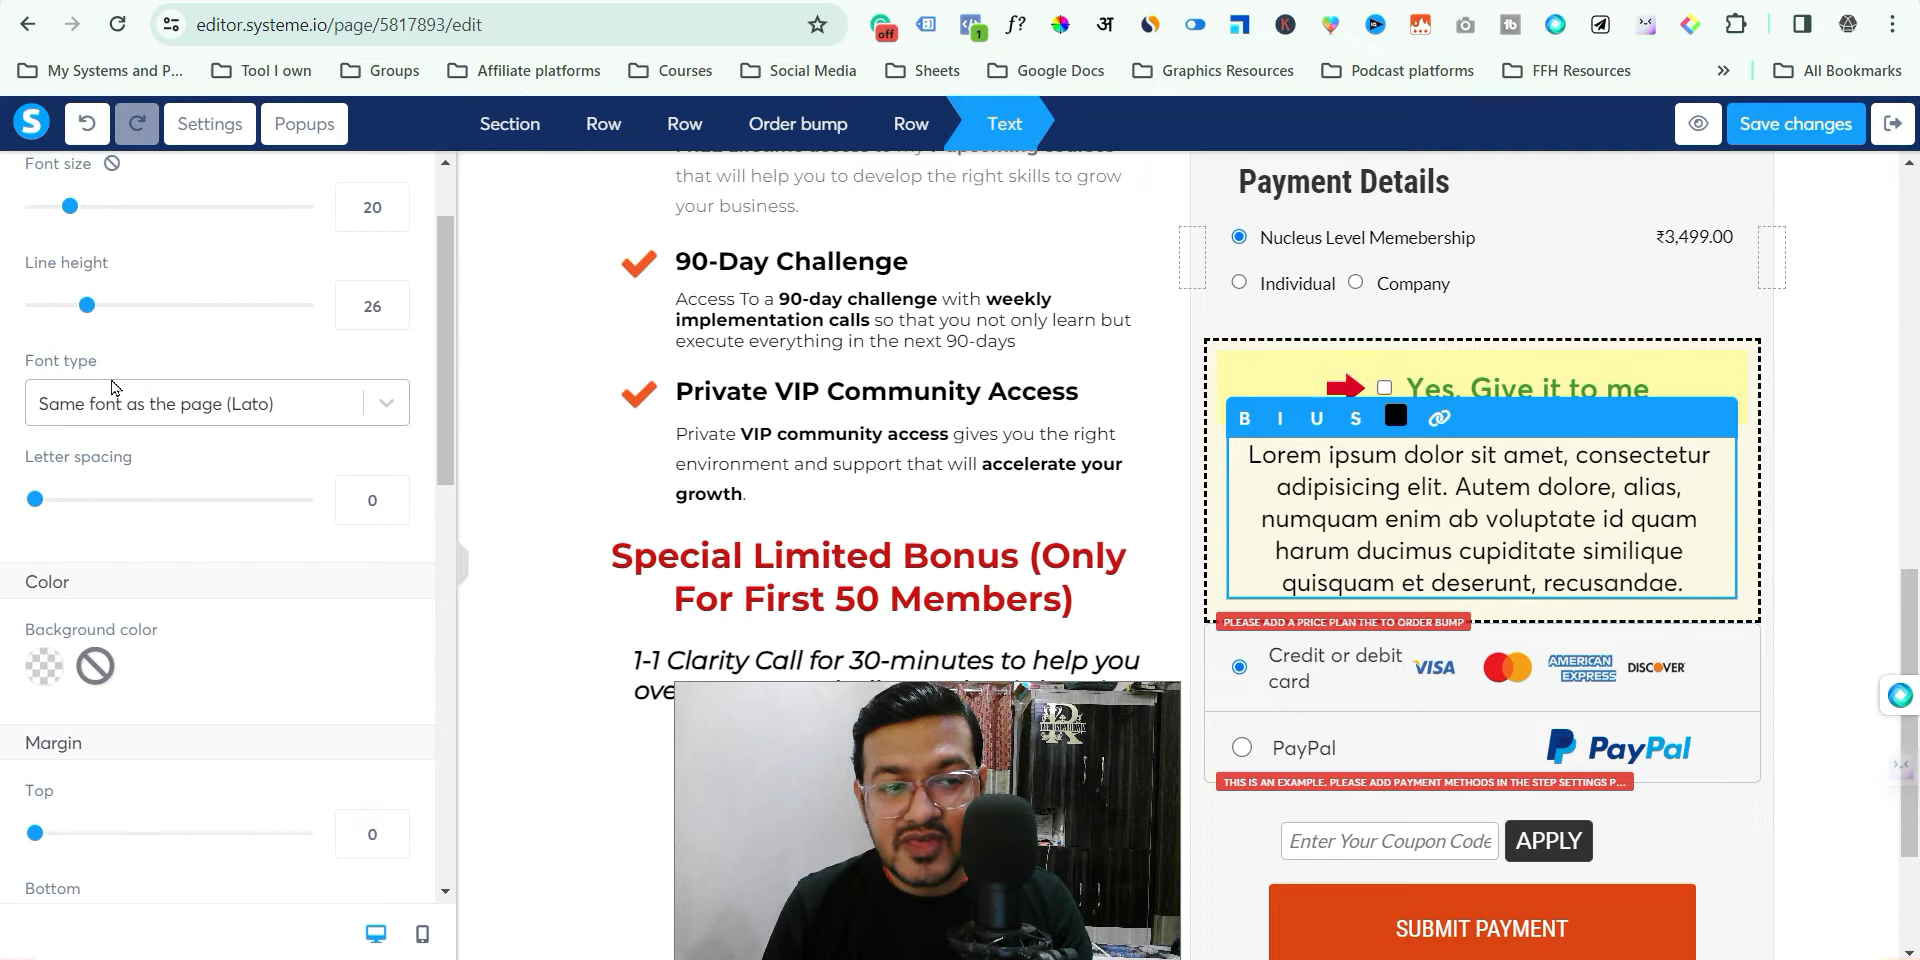 editor.systeme.io/page/5817893/edit
off
1
f?
अ
K
tb
My Systems and P...
Tool I own
Groups
Affiliate platforms
Courses
Social Media
Sheets
Google Docs
Graphics Resources
Podcast platforms
FFH Resources
»
All Bookmarks
S
Settings
Popups
Section
Row
Row
Order bump
Row
Text
Save changes
Font size
20
Line height
26
Font type
Same font as the page (Lato)
Letter spacing
0
Color
Background color
Margin
Top
0
Bottom
that will help you to develop the right skills to grow
your business.
90-Day Challenge
Access To a 90-day challenge with weekly
implementation calls so that you not only learn but
execute everything in the next 90-days
Private VIP Community Access
Private VIP community access gives you the right
environment and support that will accelerate your
growth.
Special Limited Bonus (Only
For First 50 Members)
1-1 Clarity Call for 30-minutes to help you
Payment Details
Nucleus Level Memebership ₹3,499.00
Individual Company
Yes, Give it to me
B I U S
Lorem ipsum dolor sit amet, consectetur
adipisicing elit. Autem dolore, alias,
numquam enim ab voluptate id quam
harum ducimus cupiditate similique
quisquam et deserunt, recusandae.
PLEASE ADD A PRICE PLAN THE TO ORDER BUMP
Credit or debit
card
VISA
AMERICAN
EXPRESS
DISCOVER
PayPal
PayPal
THIS IS AN EXAMPLE. PLEASE ADD PAYMENT METHODS IN THE STEP SETTINGS P...
Enter Your Coupon Code
APPLY
SUBMIT PAYMENT